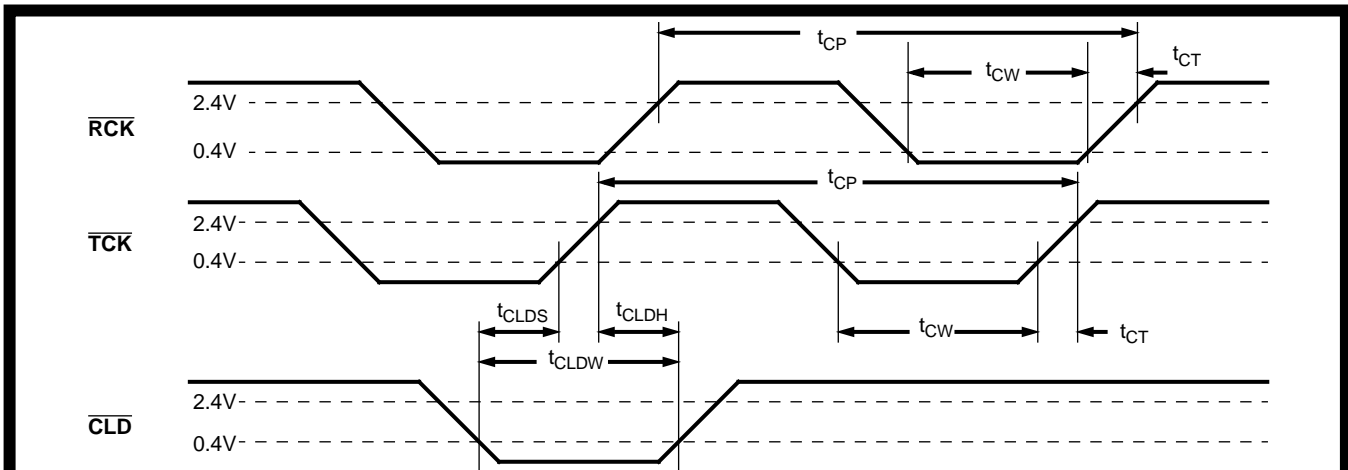 tCP
tCW
tCT
2.4V
RCK
0.4V
tCP
2.4V
TCK
0.4V
tCLDS
tCLDH
tCW
tCT
tCLDW
2.4V
CLD
0.4V